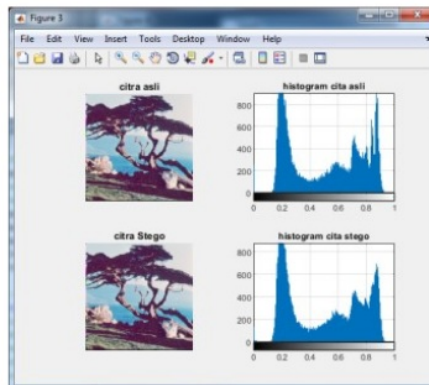 Figure 3
File Edit View Insert Tools Desktop Window Help
citra asli
histogram cita asli
800
600
400
200
0
0 0.2 0.4 0.6 0.8 1
citra Stego
histogram cita stego
800
600
400
200
0
0 0.2 0.4 0.6 0.8 1